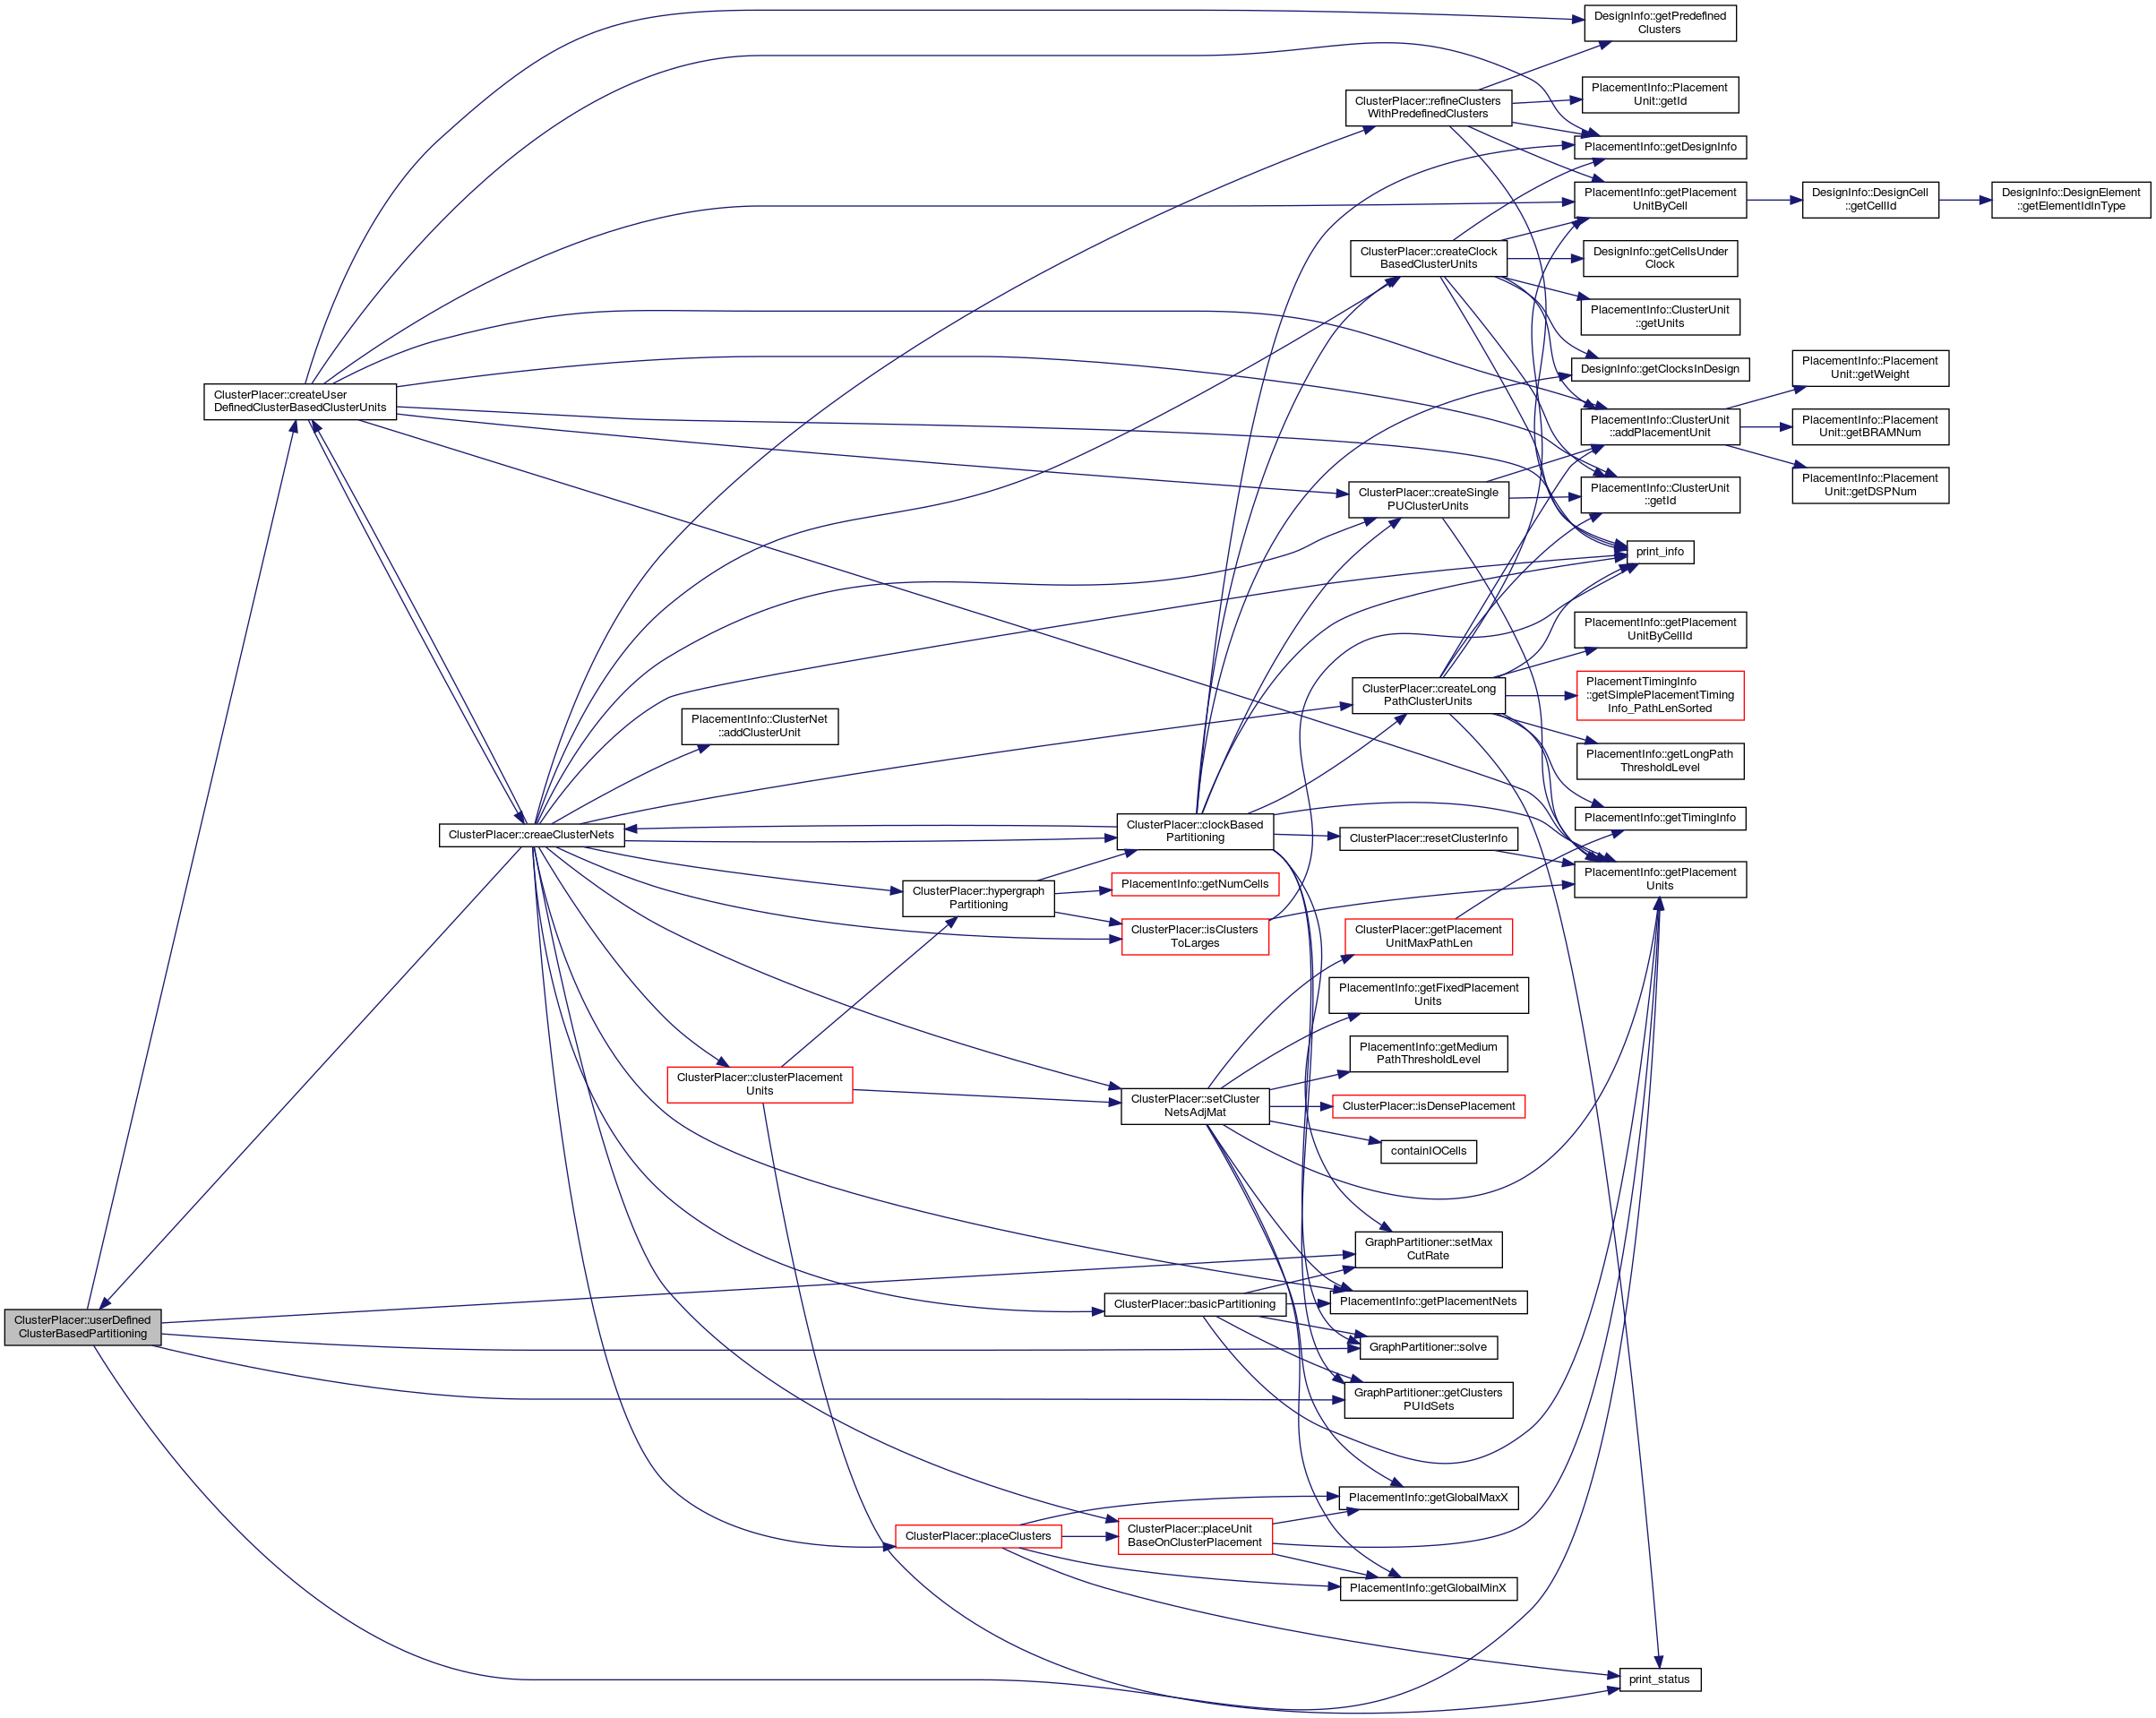 DesignInfo::getPredefined
Clusters
PlacementInfo::Placement
Unit::getId
ClusterPlacer::refineClusters
WithPredefinedClusters
PlacementInfo::getDesignInfo
PlacementInfo::getPlacement
UnitByCell
DesignInfo::DesignCell
::getCellId
DesignInfo::DesignElement
::getElementIdInType
ClusterPlacer::createClock
BasedClusterUnits
DesignInfo::getCellsUnder
Clock
PlacementInfo::ClusterUnit
::getUnits
DesignInfo::getClocksInDesign
PlacementInfo::Placement
Unit::getWeight
ClusterPlacer::createUser
DefinedClusterBasedClusterUnits
PlacementInfo::ClusterUnit
::addPlacementUnit
PlacementInfo::Placement
Unit::getBRAMNum
PlacementInfo::Placement
Unit::getDSPNum
ClusterPlacer::createSingle
PUClusterUnits
PlacementInfo::ClusterUnit
::getId
print_info
PlacementInfo::getPlacement
UnitByCellId
ClusterPlacer::createLong
PathClusterUnits
PlacementTimingInfo
::getSimplePlacementTiming
Info_PathLenSorted
PlacementInfo::ClusterNet
::addClusterUnit
PlacementInfo::getLongPath
ThresholdLevel
PlacementInfo::getTimingInfo
ClusterPlacer::creaeClusterNets
ClusterPlacer::clockBased
Partitioning
ClusterPlacer::resetClusterInfo
PlacementInfo::getPlacement
Units
ClusterPlacer::hypergraph
Partitioning
PlacementInfo::getNumCells
ClusterPlacer::isClusters
ToLarges
ClusterPlacer::getPlacement
UnitMaxPathLen
PlacementInfo::getFixedPlacement
Units
PlacementInfo::getMedium
PathThresholdLevel
ClusterPlacer::clusterPlacement
Units
ClusterPlacer::setCluster
NetsAdjMat
ClusterPlacer::isDensePlacement
containIOCells
GraphPartitioner::setMax
CutRate
ClusterPlacer::basicPartitioning
PlacementInfo::getPlacementNets
ClusterPlacer::userDefined
ClusterBasedPartitioning
GraphPartitioner::solve
GraphPartitioner::getClusters
PUIdSets
PlacementInfo::getGlobalMaxX
ClusterPlacer::placeClusters
ClusterPlacer::placeUnit
BaseOnClusterPlacement
PlacementInfo::getGlobalMinX
print_status